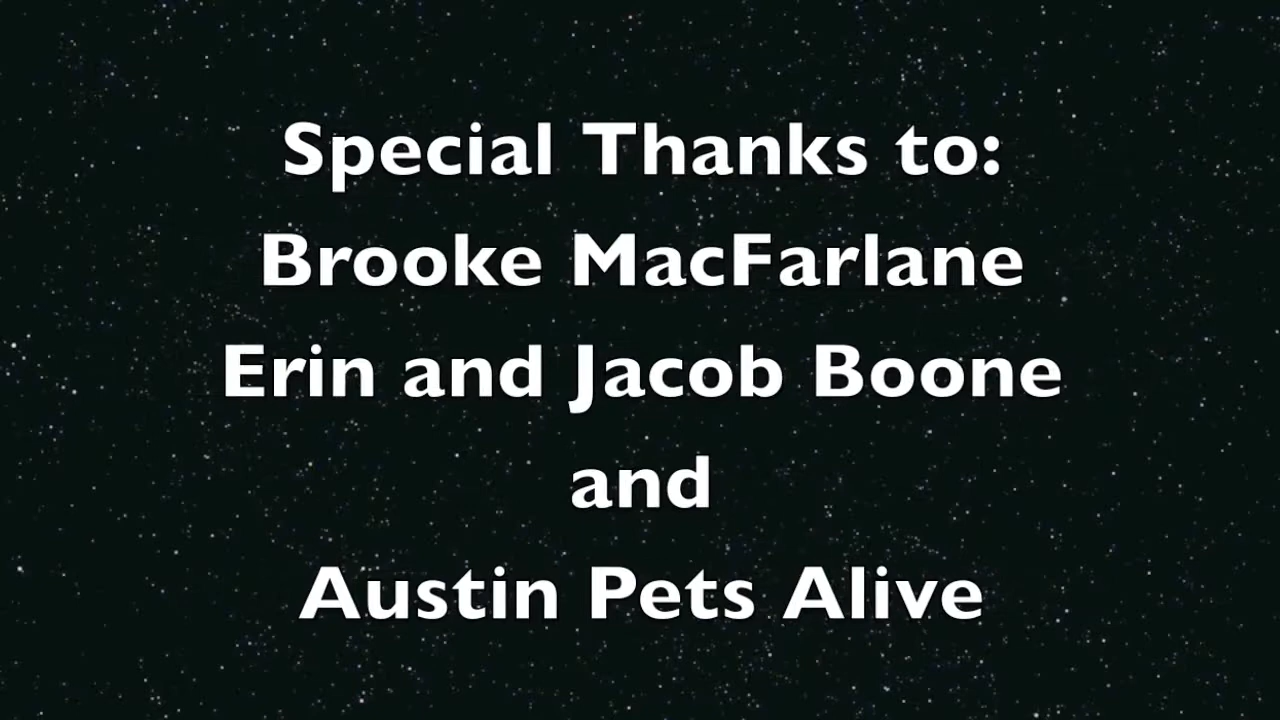 Special Thanks to:
Brooke MacFarlane
Erin and Jacob Boone
and
Austin Pets Alive